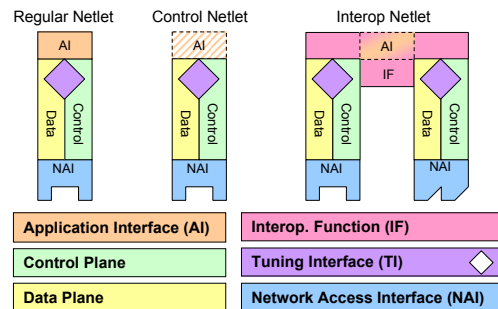 Regular Netlet
Control Netlet
Interop Netlet
AI
AI
AI
IF
Data
Control
Data
Control
Data
Control
Data
Control
NAI
NAI
NAI
NAI
Application Interface (AI)
Interop. Function (IF)
Control Plane
Tuning Interface (TI)
Data Plane
Network Access Interface (NAI)